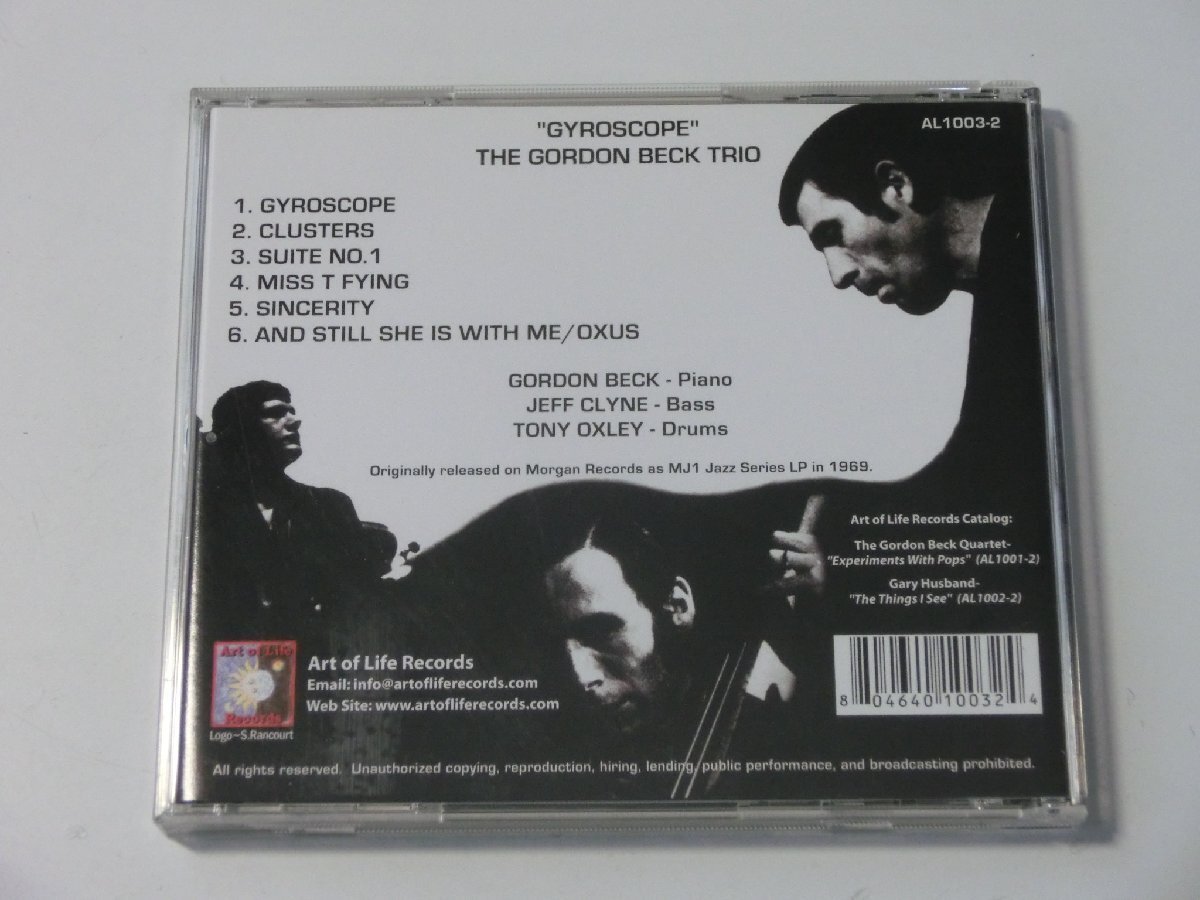 "GYROSCOPE"
THE GORDON BECK TRIO
AL1003-2
1. GYROSCOPE
2. CLUSTERS
3. SUITE NO.1
4. MISS T FYING
5. SINCERITY
6. AND STILL SHE IS WITH ME/OXUS
GORDON BECK - Piano
JEFF CLYNE - Bass
TONY OXLEY - Drums
Originally released on Morgan Records as MJ1 Jazz Series LP in 1969.
Art of Life Records Catalog:
The Gordon Beck Quartet-
"Experiments With Pops" (AL1001-2)
Gary Husband-
"The Things I See" (AL1002-2)
Art of Life
Records
Logo~S.Rancourt
Art of Life Records
Email: info@artofliferecords.com
Web Site: www.artofliferecords.com
8 04640 10032 4
All rights reserved. Unauthorized copying, reproduction, hiring, lending, public performance, and broadcasting prohibited.